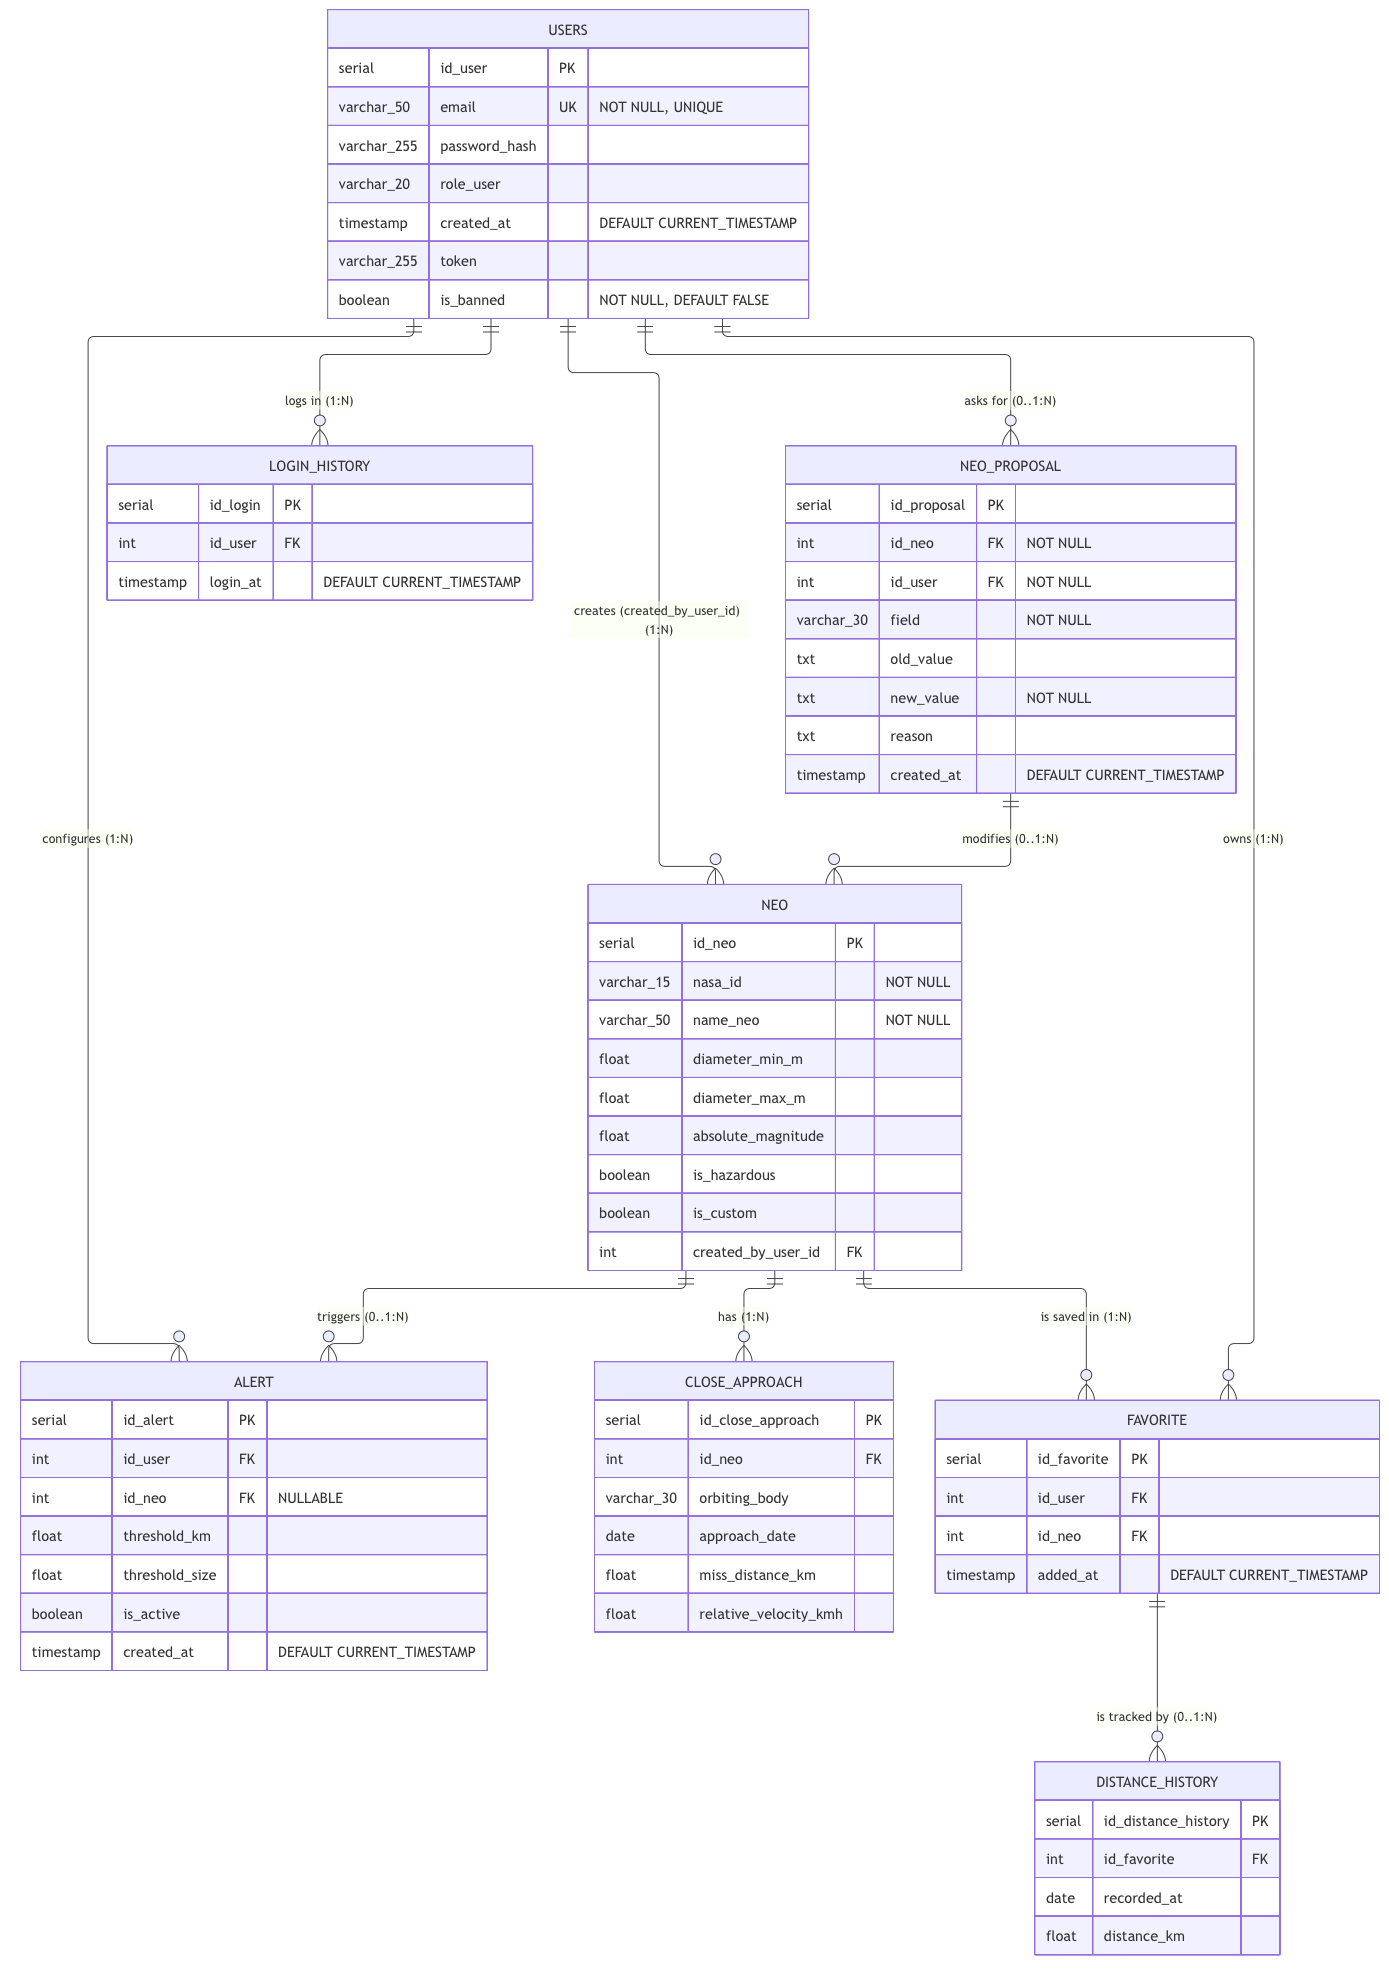 USERS
serial id_user PK
varchar_50 email UK NOT NULL, UNIQUE
varchar_255 password_hash
varchar_20 role_user
timestamp created_at DEFAULT CURRENT_TIMESTAMP
varchar_255 token
boolean is_banned NOT NULL, DEFAULT FALSE
logs in (1:N)
asks for (0..1:N)
LOGIN_HISTORY
serial id_login PK
int id_user FK
timestamp login_at DEFAULT CURRENT_TIMESTAMP
NEO_PROPOSAL
serial id_proposal PK
int id_neo FK NOT NULL
int id_user FK NOT NULL
varchar_30 field NOT NULL
txt old_value
txt new_value NOT NULL
txt reason
timestamp created_at DEFAULT CURRENT_TIMESTAMP
creates (created_by_user_id)
(1:N)
configures (1:N)
modifies (0..1:N)
owns (1:N)
NEO
serial id_neo PK
varchar_15 nasa_id NOT NULL
varchar_50 name_neo NOT NULL
float diameter_min_m
float diameter_max_m
float absolute_magnitude
boolean is_hazardous
boolean is_custom
int created_by_user_id FK
triggers (0..1:N)
has (1:N)
is saved in (1:N)
ALERT
serial id_alert PK
int id_user FK
int id_neo FK NULLABLE
float threshold_km
float threshold_size
boolean is_active
timestamp created_at DEFAULT CURRENT_TIMESTAMP
CLOSE_APPROACH
serial id_close_approach PK
int id_neo FK
varchar_30 orbiting_body
date approach_date
float miss_distance_km
float relative_velocity_kmh
FAVORITE
serial id_favorite PK
int id_user FK
int id_neo FK
timestamp added_at DEFAULT CURRENT_TIMESTAMP
is tracked by (0..1:N)
DISTANCE_HISTORY
serial id_distance_history PK
int id_favorite FK
date recorded_at
float distance_km